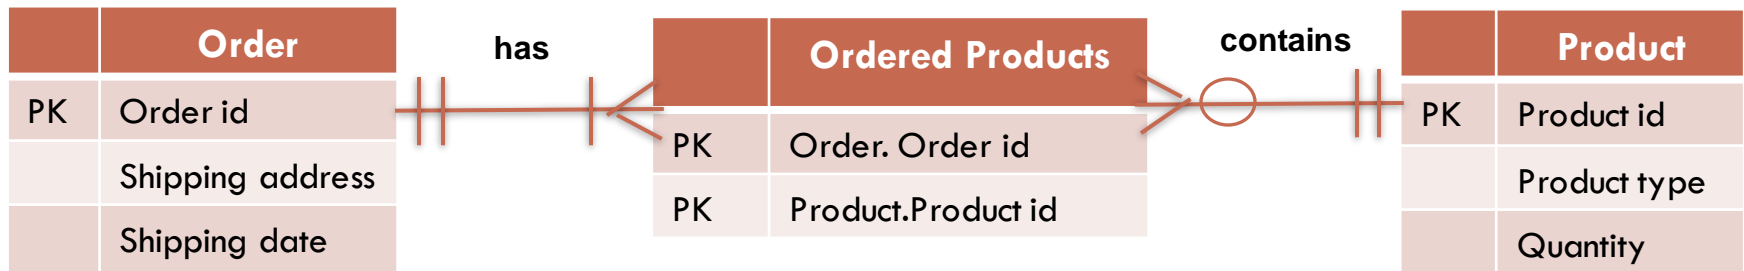 Order
PK Order id
Shipping address
Shipping date
has
Ordered Products
PK Order. Order id
PK Product.Product id
contains
Product
PK Product id
Product type
Quantity